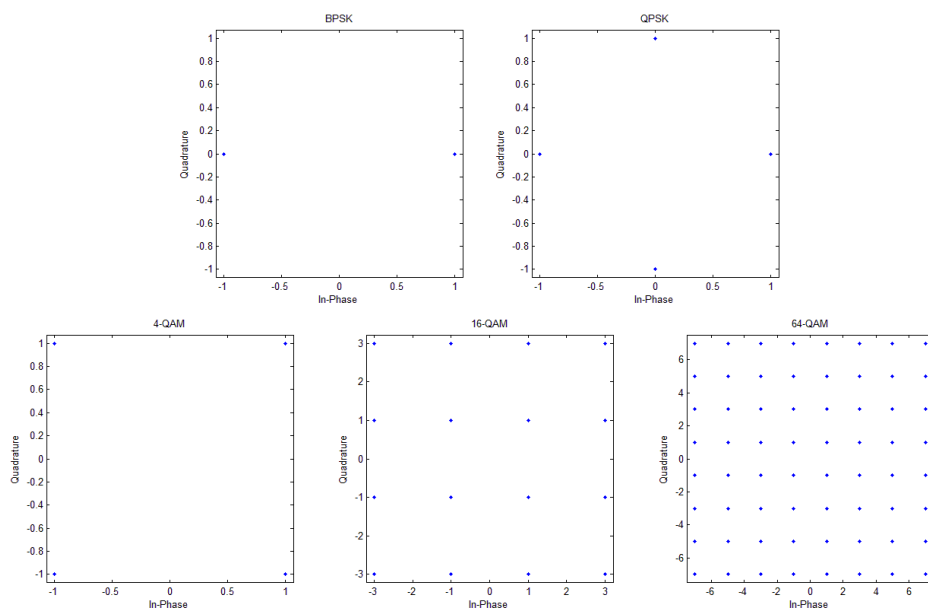 BPSK
1
0.8
0.6
0.4
0.2
0
-0.2
-0.4
-0.6
-0.8
-1
Quadrature
-1 -0.5 0 0.5 1
In-Phase
QPSK
1
0.8
0.6
0.4
0.2
0
-0.2
-0.4
-0.6
-0.8
-1
Quadrature
-1 -0.5 0 0.5 1
In-Phase
4-QAM
1
0.8
0.6
0.4
0.2
0
-0.2
-0.4
-0.6
-0.8
-1
Quadrature
-1 -0.5 0 0.5 1
In-Phase
16-QAM
3
2
1
0
-1
-2
-3
Quadrature
-3 -2 -1 0 1 2 3
In-Phase
64-QAM
6
4
2
0
-2
-4
-6
Quadrature
-6 -4 -2 0 2 4 6
In-Phase